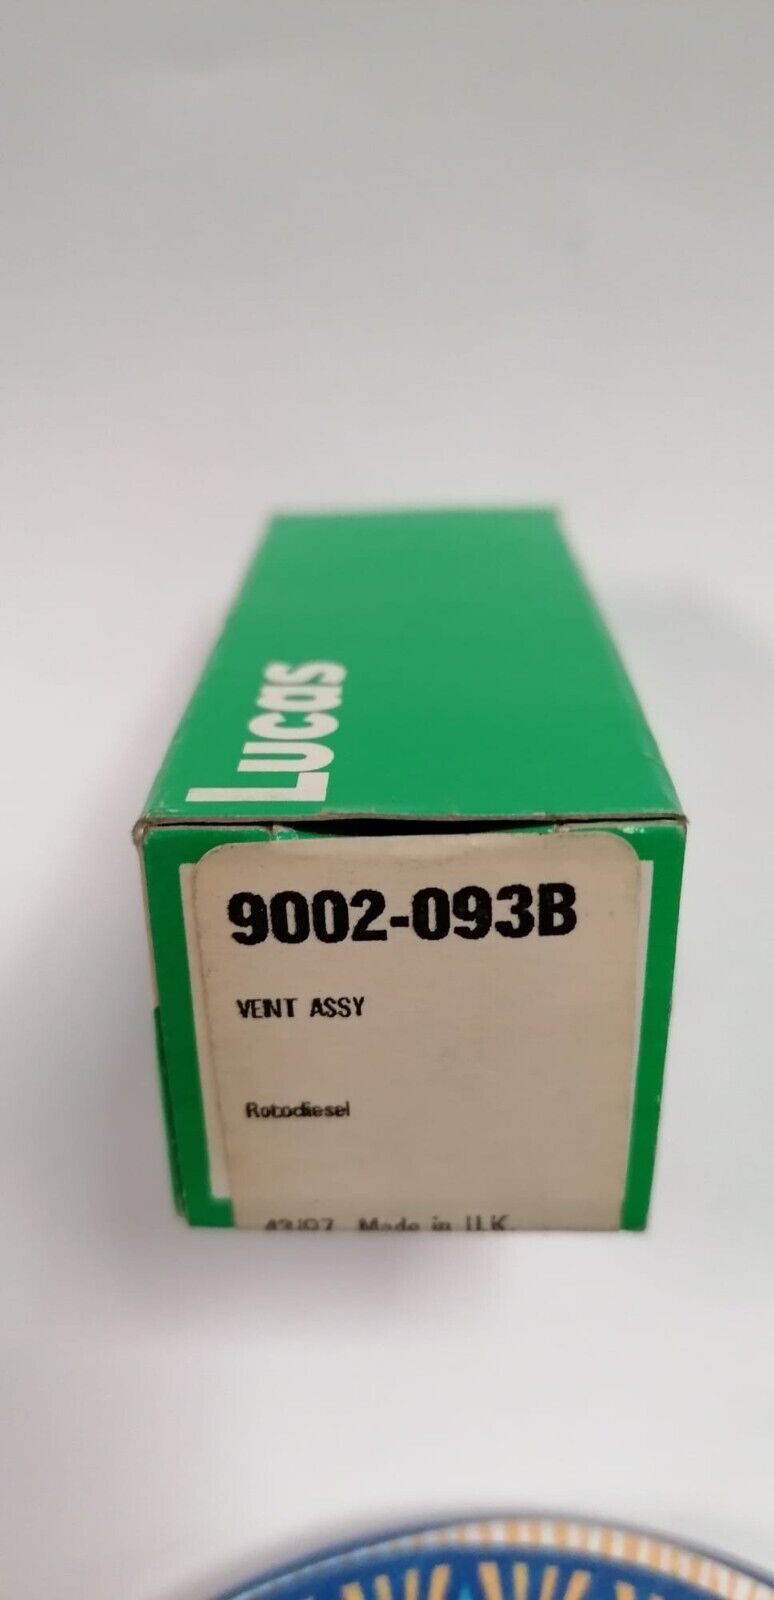 Lucas
9002-093B
VENT ASSY
Rotodiesel
Made in U.K.